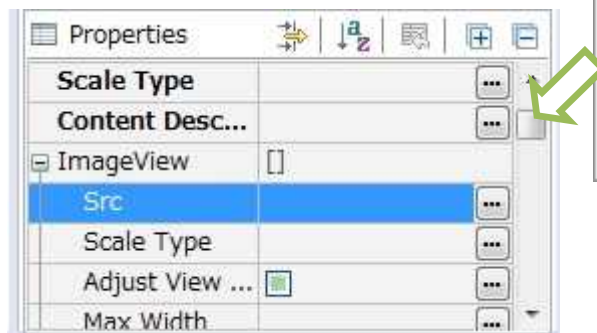 Properties
Scale Type
Content Desc...
ImageView []
Src
Scale Type
Adjust View ...
Max Width